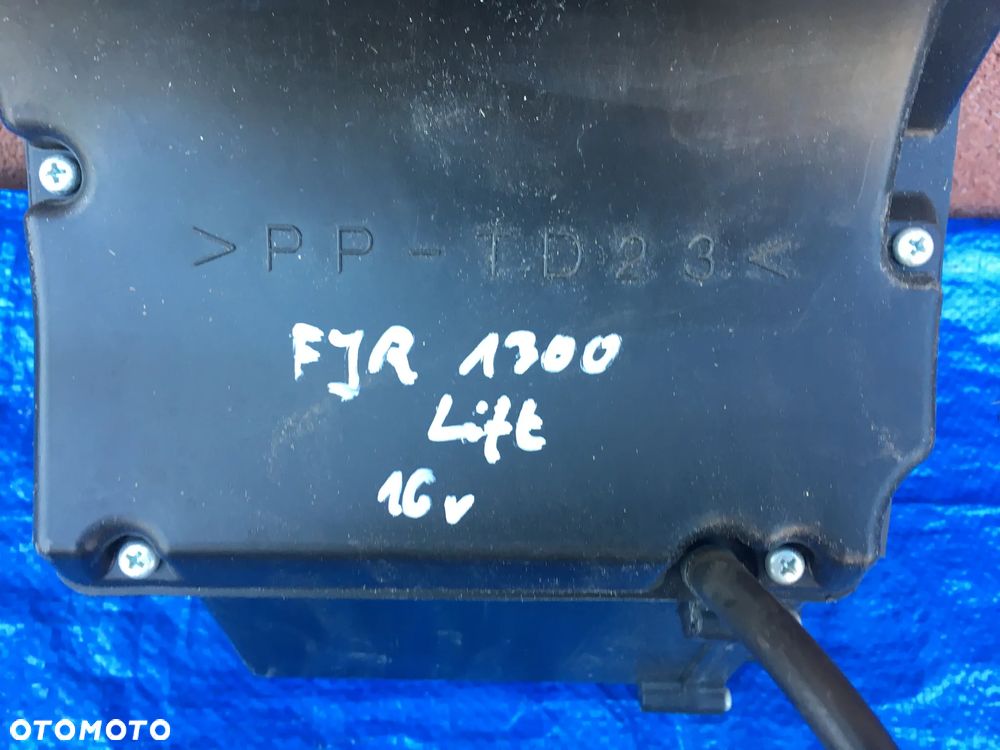 >PP-TD23<
FJR 1300
Lift
16v
OTOMOTO